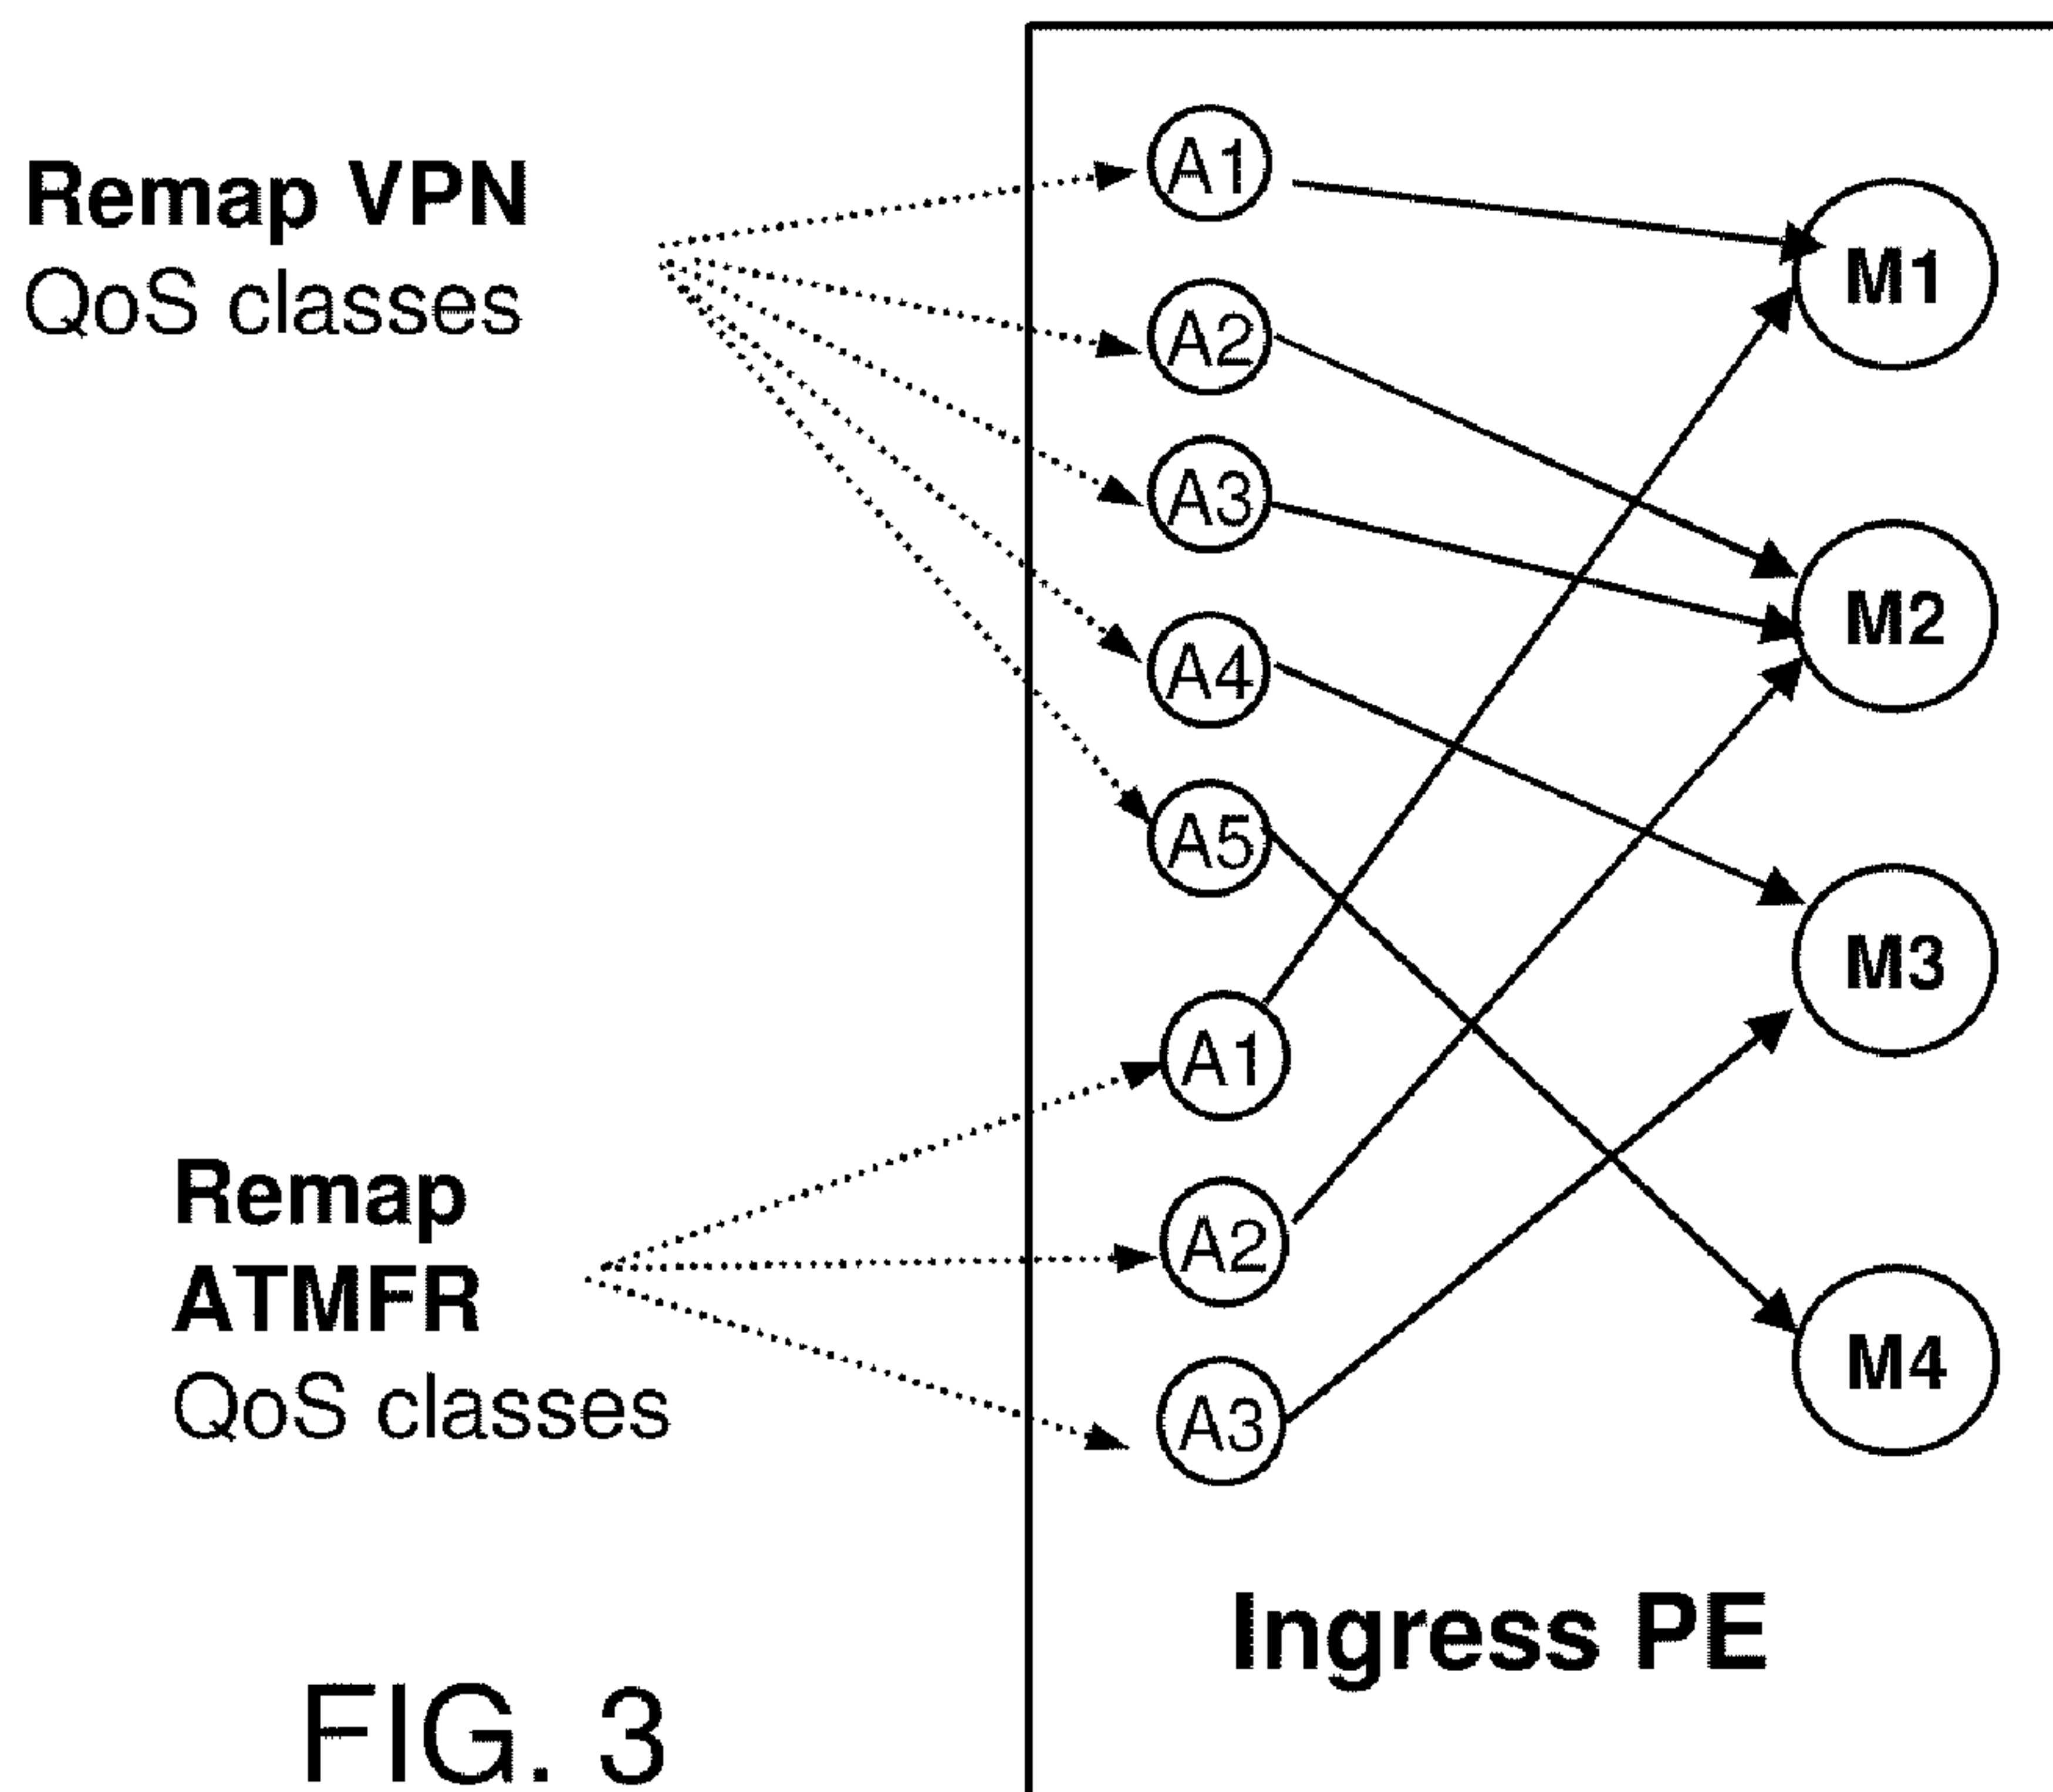 Remap VPN
QoS classes
A1
A2
A3
A4
A5
A1
A2
A3
M1
M2
M3
M4
Remap
ATMFR
QoS classes
Ingress PE
FIG. 3